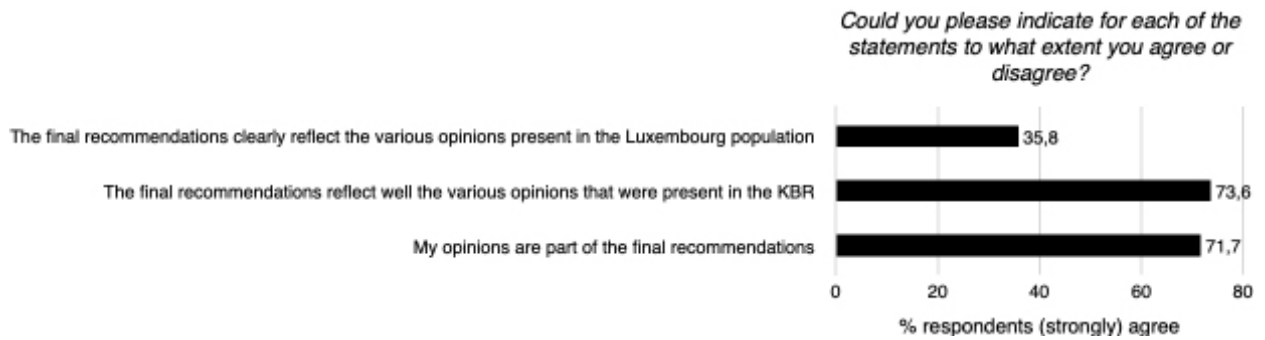 Could you please indicate for each of the
statements to what extent you agree or
disagree?
The final recommendations clearly reflect the various opinions present in the Luxembourg population
35,8
The final recommendations reflect well the various opinions that were present in the KBR
73,6
My opinions are part of the final recommendations
71,7
0 20 40 60 80
% respondents (strongly) agree